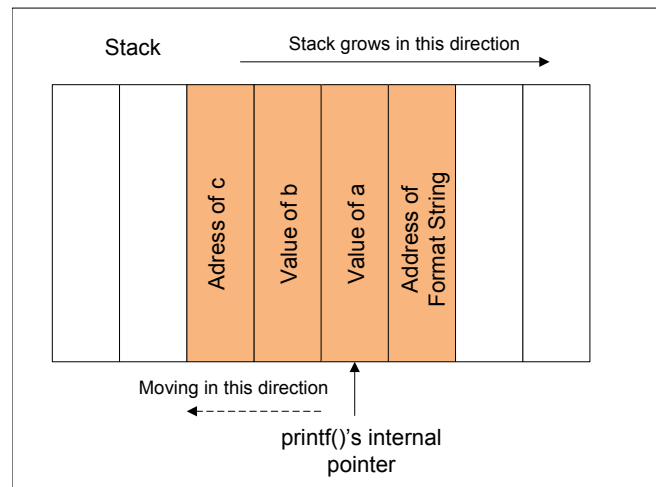 Stack
Stack grows in this direction
Adress of c
Value of b
Value of a
Address of
Format String
Moving in this direction
printf()'s internal
pointer